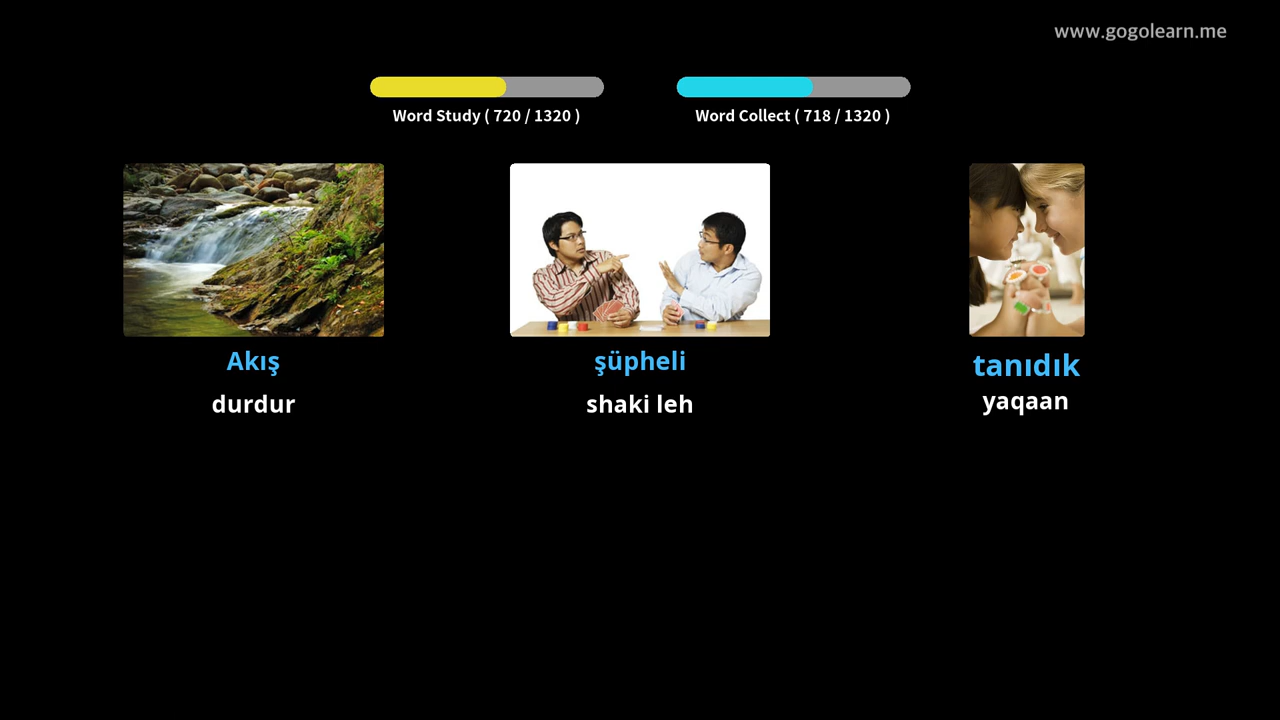 www.gogolearn.me
Word Study ( 720 / 1320 )
Word Collect ( 718 / 1320 )
Akış
durdur
şüpheli
shaki leh
tanıdık
yaqaan